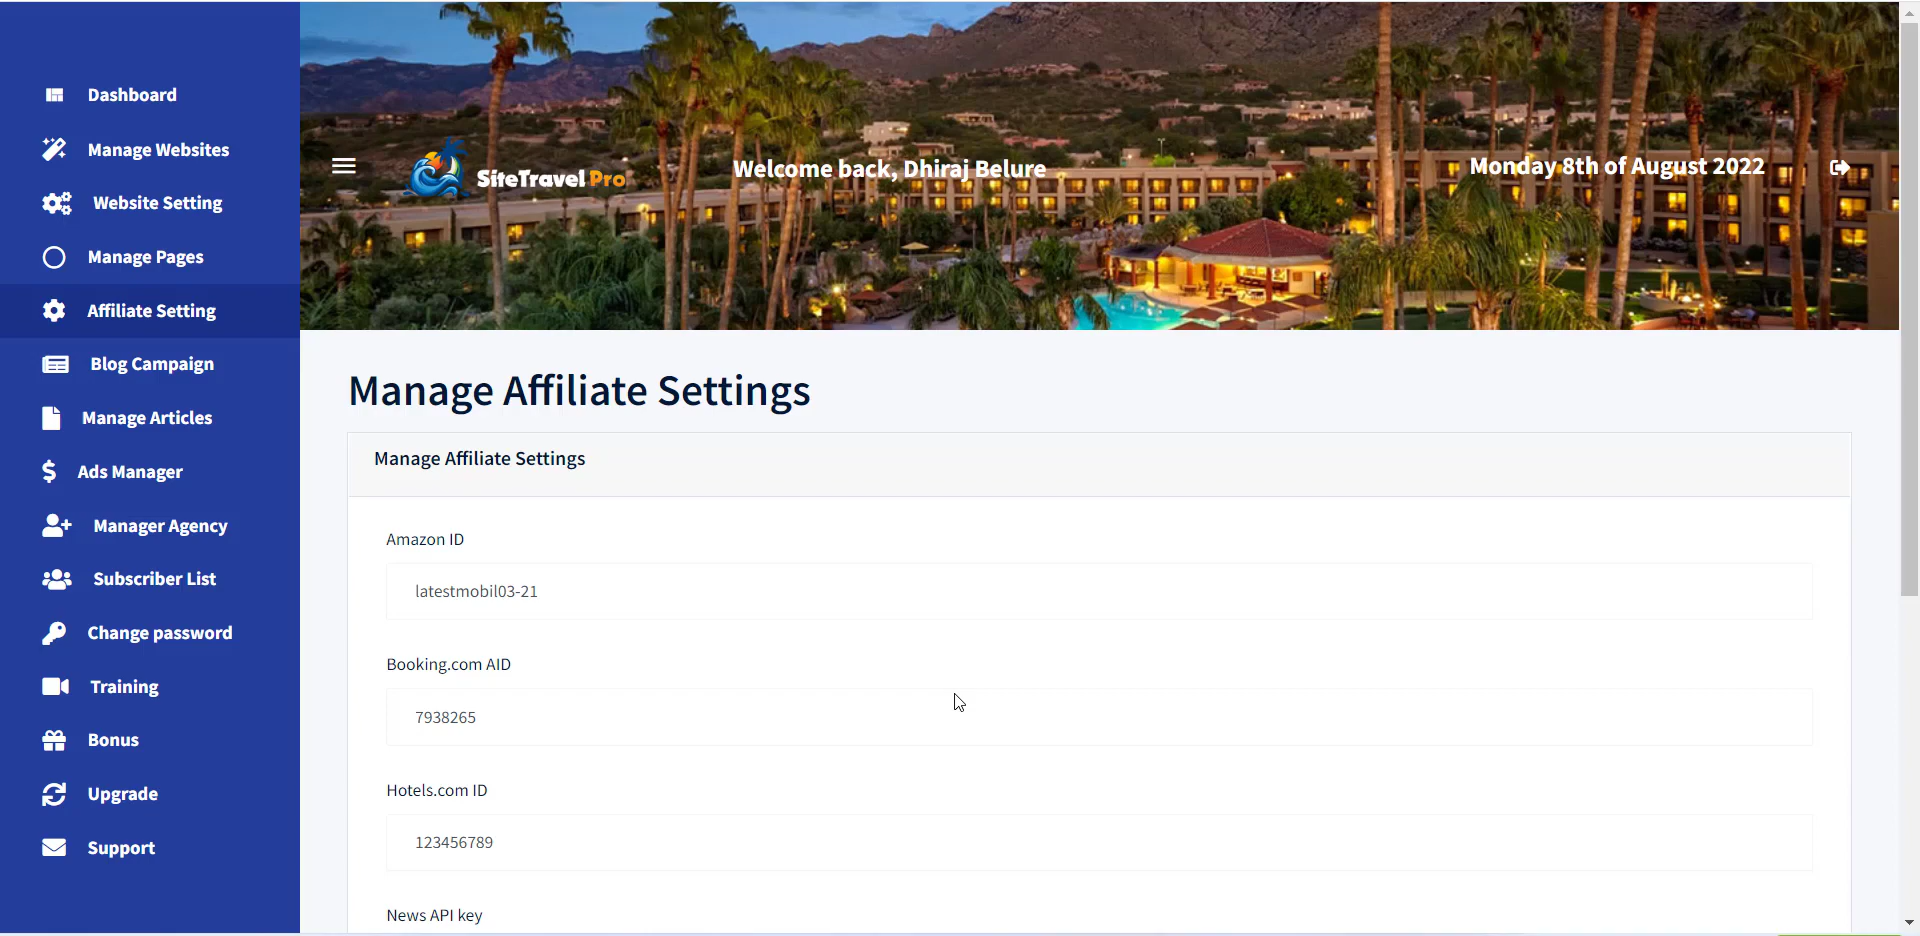 Dashboard
Manage Websites
Website Setting
Manage Pages
Affiliate Setting
Blog Campaign
Manage Articles
Ads Manager
Manager Agency
Subscriber List
Change password
Training
Bonus
Upgrade
Support
SiteTravel Pro
Welcome back, Dhiraj Belure
Monday 8th of August 2022
Manage Affiliate Settings
Manage Affiliate Settings
Amazon ID
latestmobil03-21
Booking.com AID
7938265
Hotels.com ID
123456789
News API key